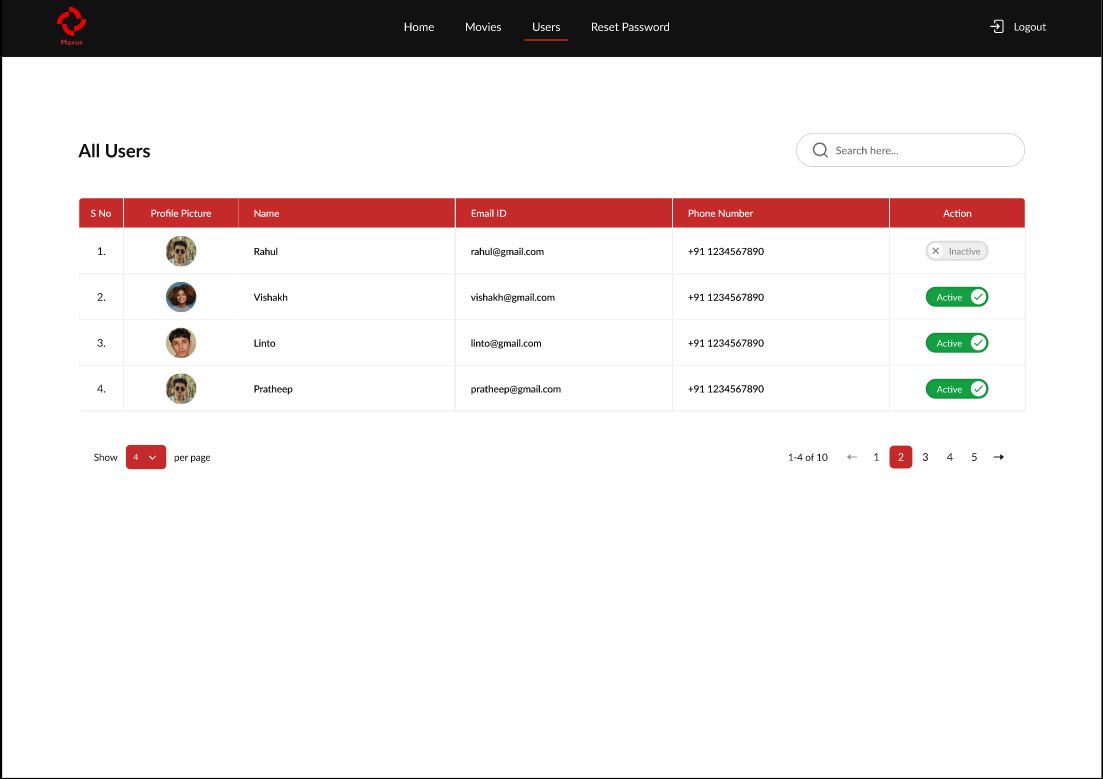 Maxus
Home Movies Users Reset Password
Logout
All Users
Search here...
S No Profile Picture Name Email ID Phone Number Action
1. Rahul rahul@gmail.com +91 1234567890 Inactive
2. Vishakh vishakh@gmail.com +91 1234567890 Active
3. Linto linto@gmail.com +91 1234567890 Active
4. Pratheep pratheep@gmail.com +91 1234567890 Active
Show 4 per page
1-4 of 10 ← 1 2 3 4 5 →